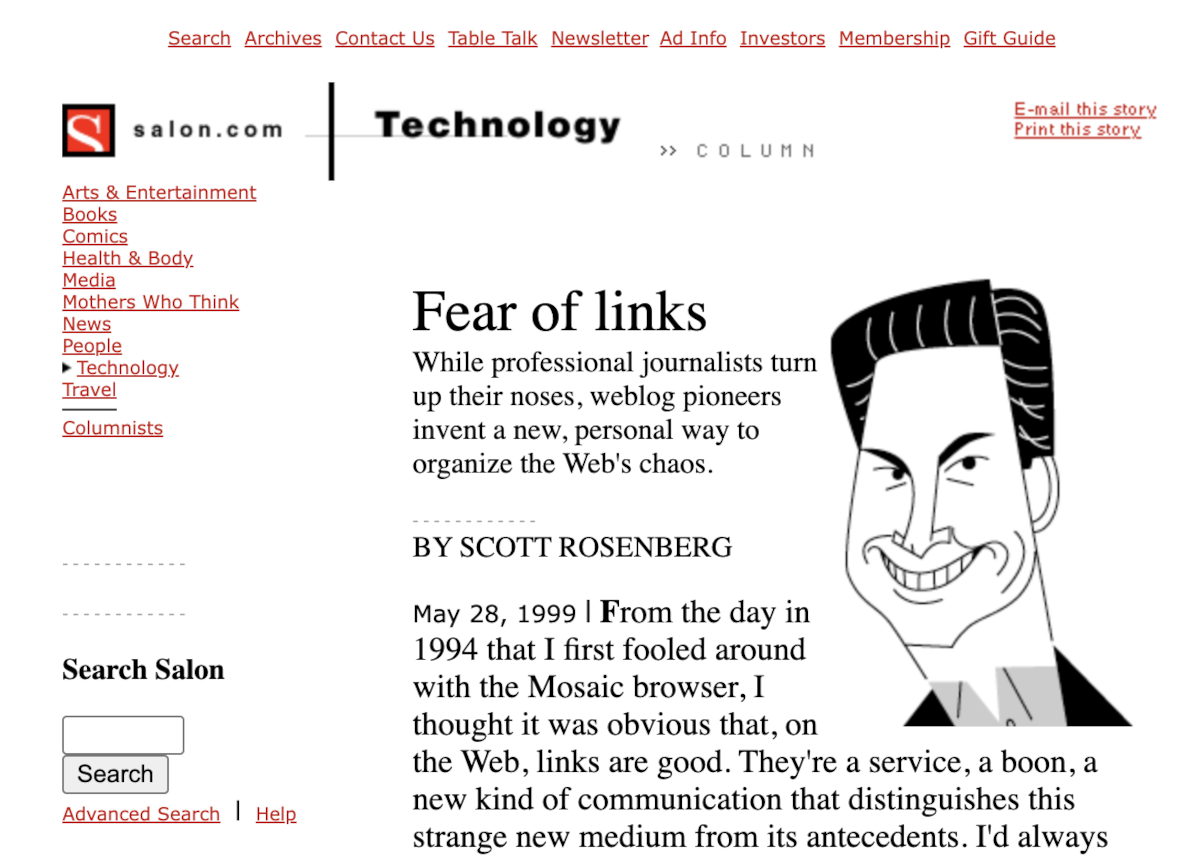 Search Archives Contact Us Table Talk Newsletter Ad Info Investors Membership Gift Guide
S salon.com Technology >> COLUMN
E-mail this story
Print this story
Arts & Entertainment
Books
Comics
Health & Body
Media
Mothers Who Think
News
People
Technology
Travel
Columnists
Search Salon
Search
Advanced Search | Help
Fear of links
While professional journalists turn
up their noses, weblog pioneers
invent a new, personal way to
organize the Web's chaos.
BY SCOTT ROSENBERG
May 28, 1999 | From the day in
1994 that I first fooled around
with the Mosaic browser, I
thought it was obvious that, on
the Web, links are good. They're a service, a boon, a
new kind of communication that distinguishes this
strange new medium from its antecedents. I'd always